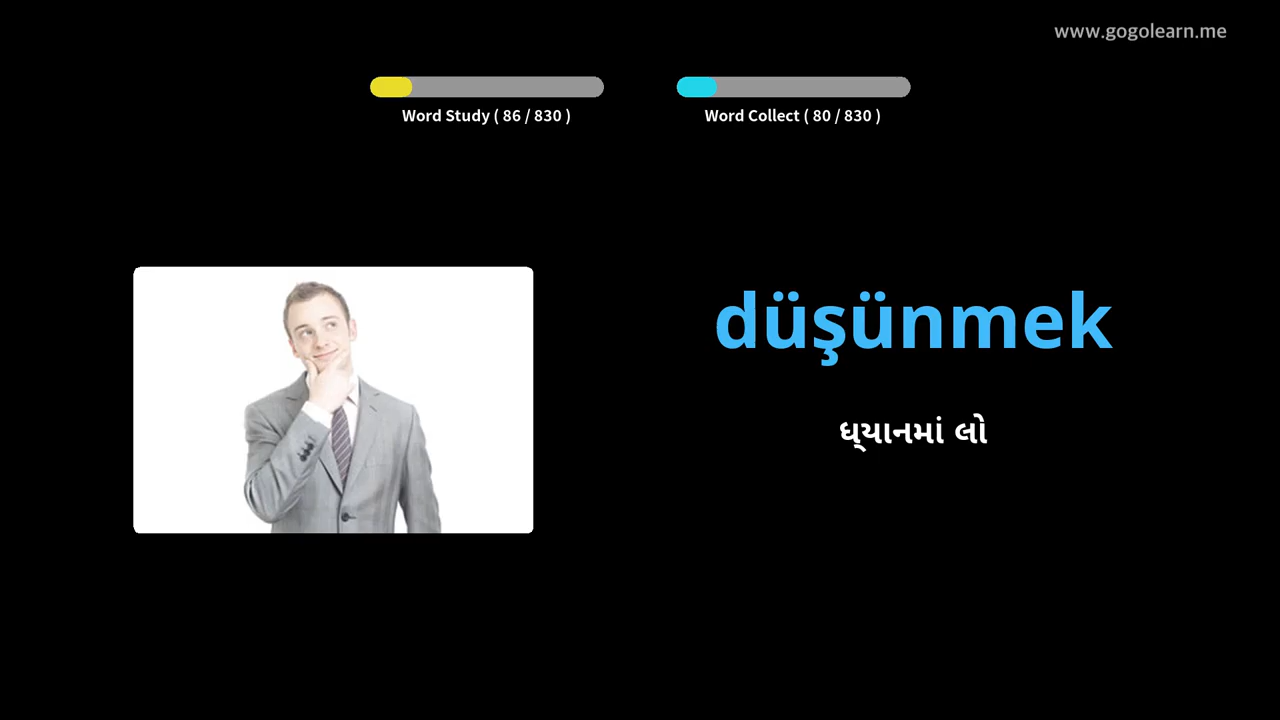 www.gogolearn.me
Word Study ( 86 / 830 )
Word Collect ( 80 / 830 )
düşünmek
ધ્યાનમાં લો